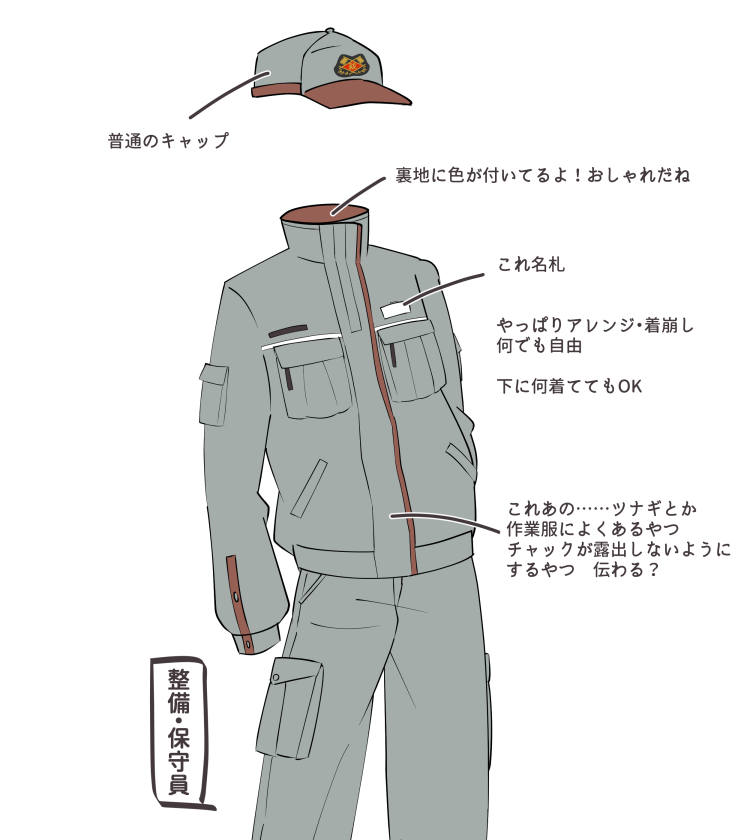 普通のキャップ
裏地に色が付いてるよ！おしゃれだね
これ名札
やっぱりアレンジ・着崩し
何でも自由
下に何着ててもOK
これあの……ツナギとか
作業服によくあるやつ
チャックが露出しないように
するやつ　伝わる？
整備・保守員